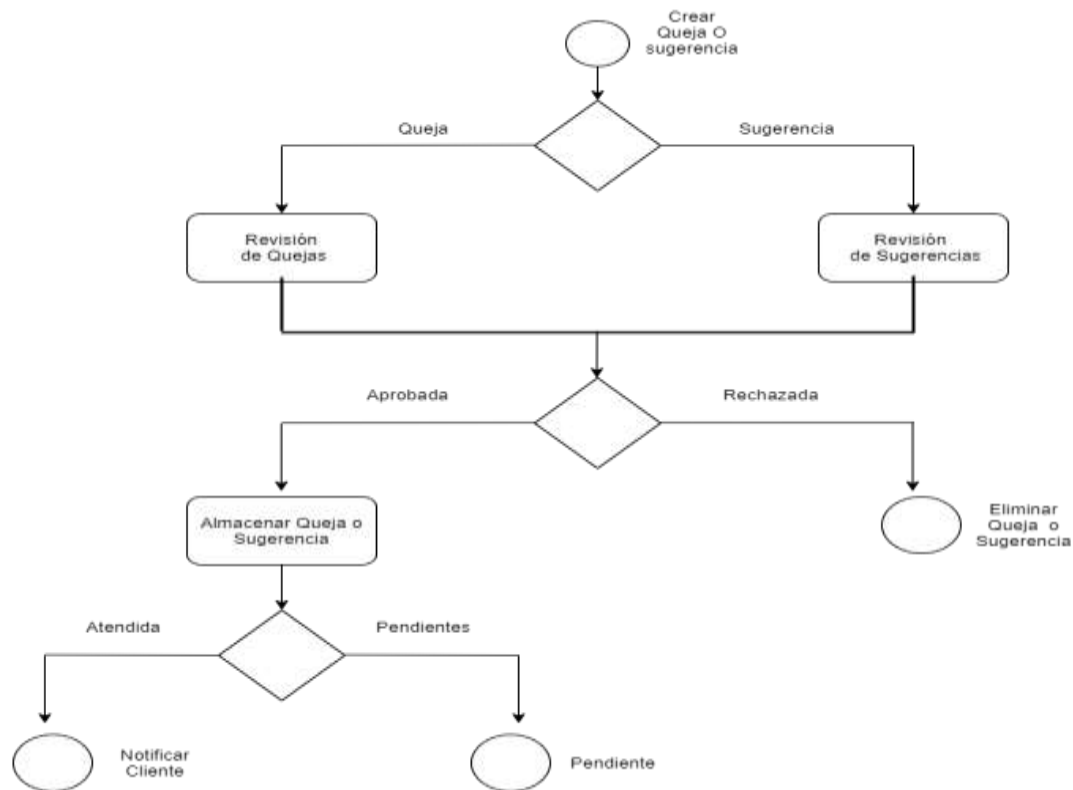 Crear
Queja O
sugerencia
Queja
Sugerencia
Revisión
de Quejas
Revisión
de Sugerencias
Aprobada
Rechazada
Almacenar Queja o
Sugerencia
Eliminar
Queja o
Sugerencia
Atendida
Pendientes
Notificar
Cliente
Pendiente